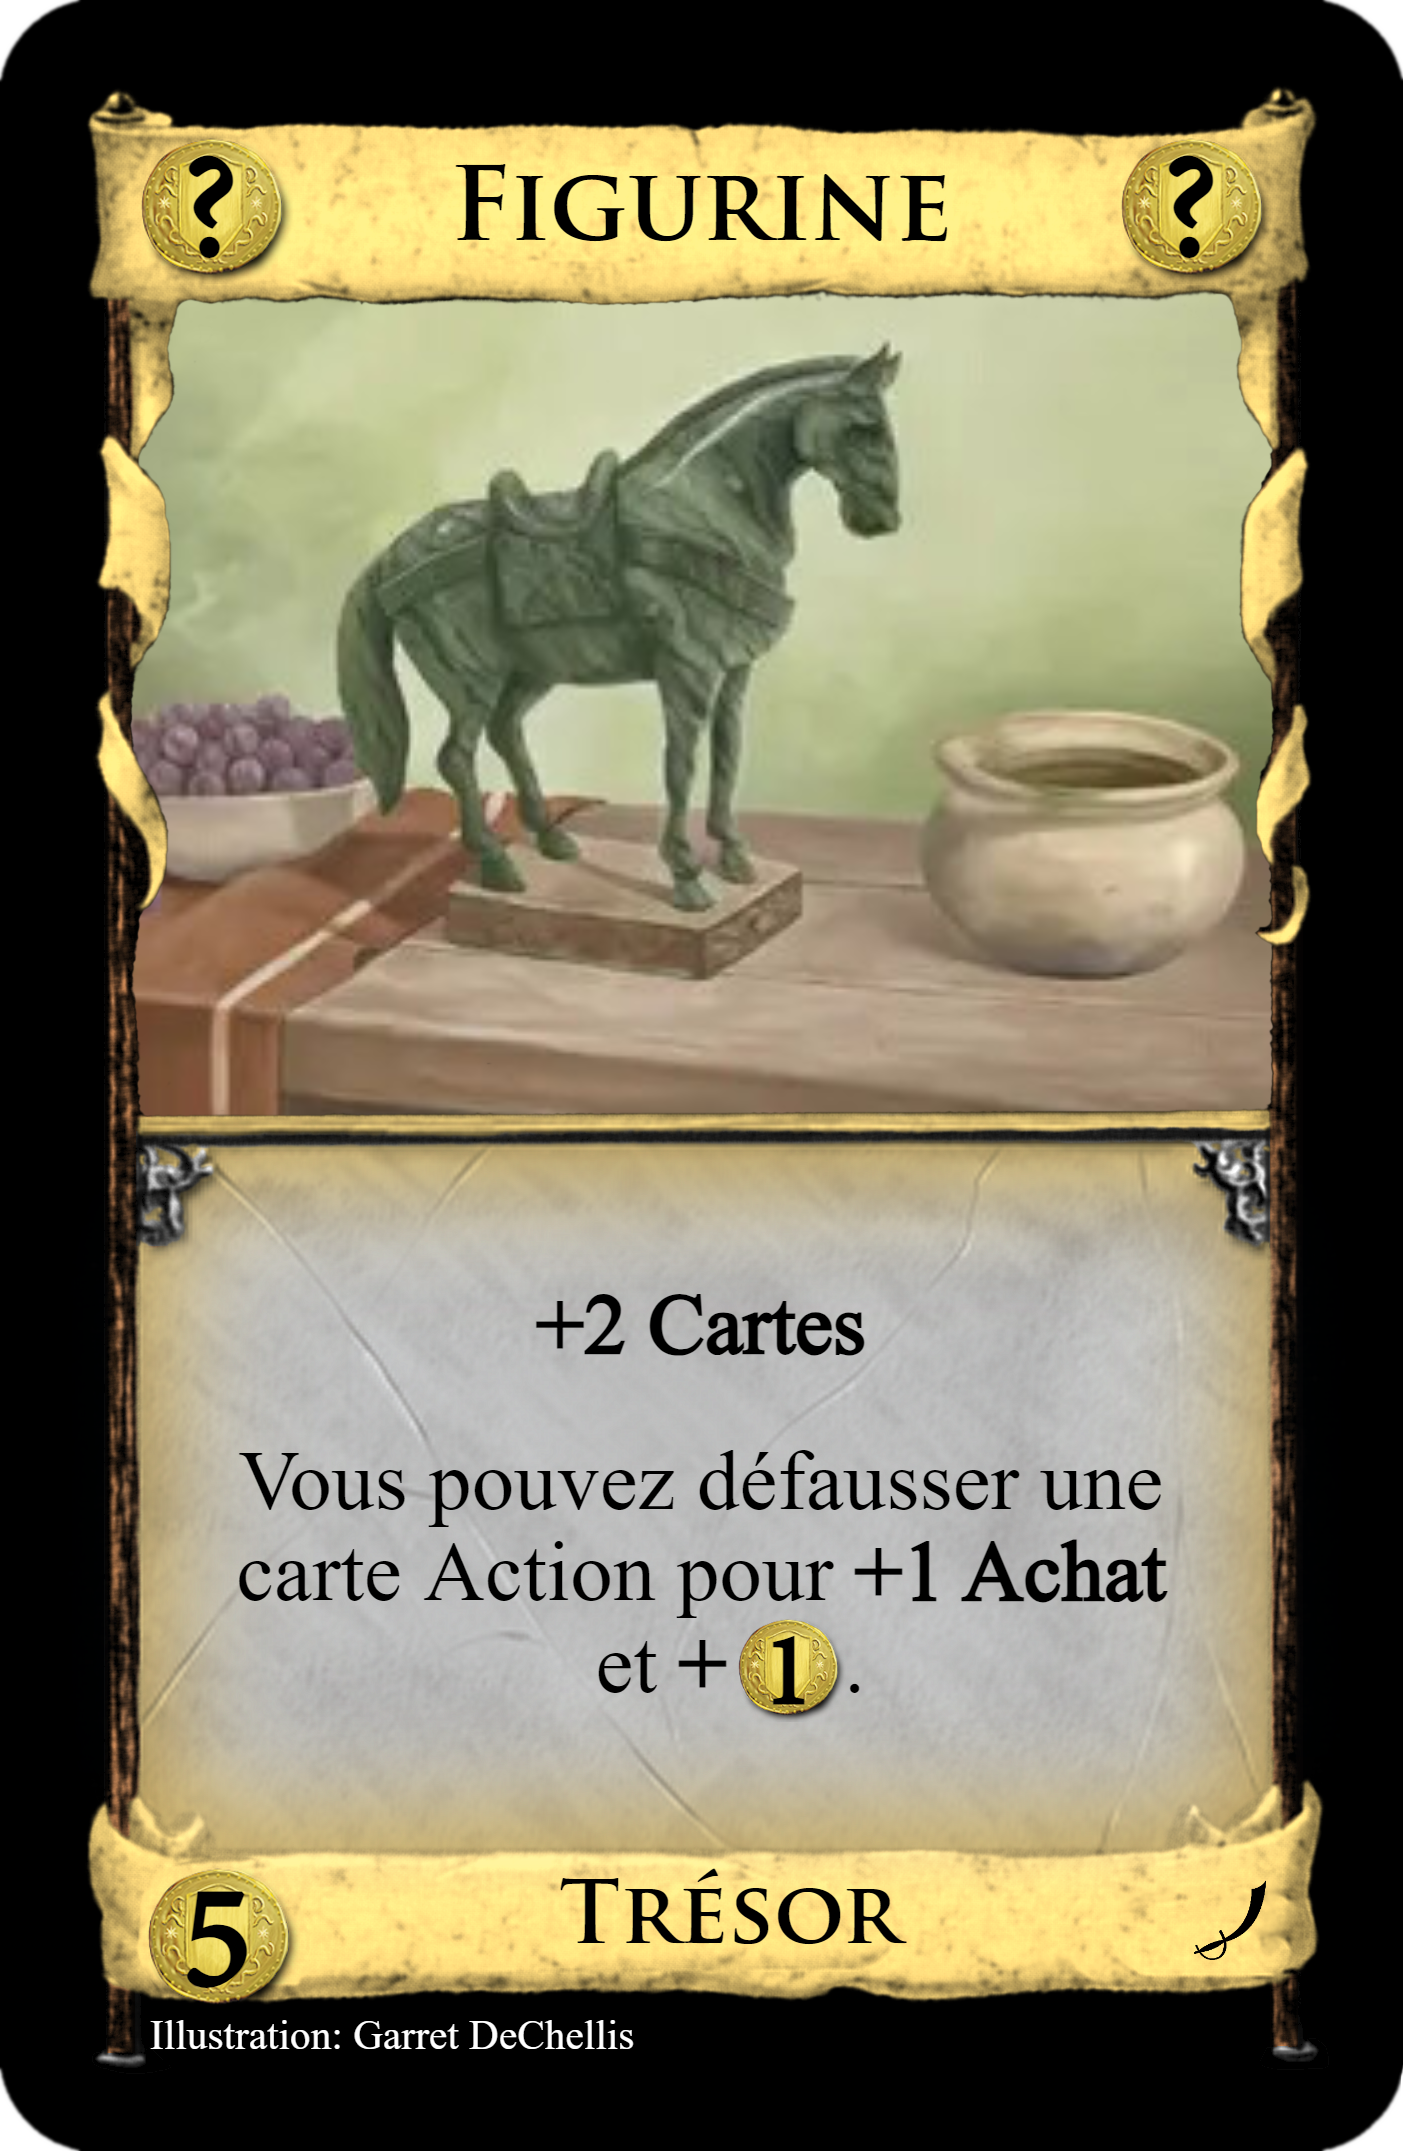 ? FIGURINE ?
+2 Cartes
Vous pouvez défausser une
carte Action pour +1 Achat
et + 1 .
5 TRÉSOR
Illustration: Garret DeChellis